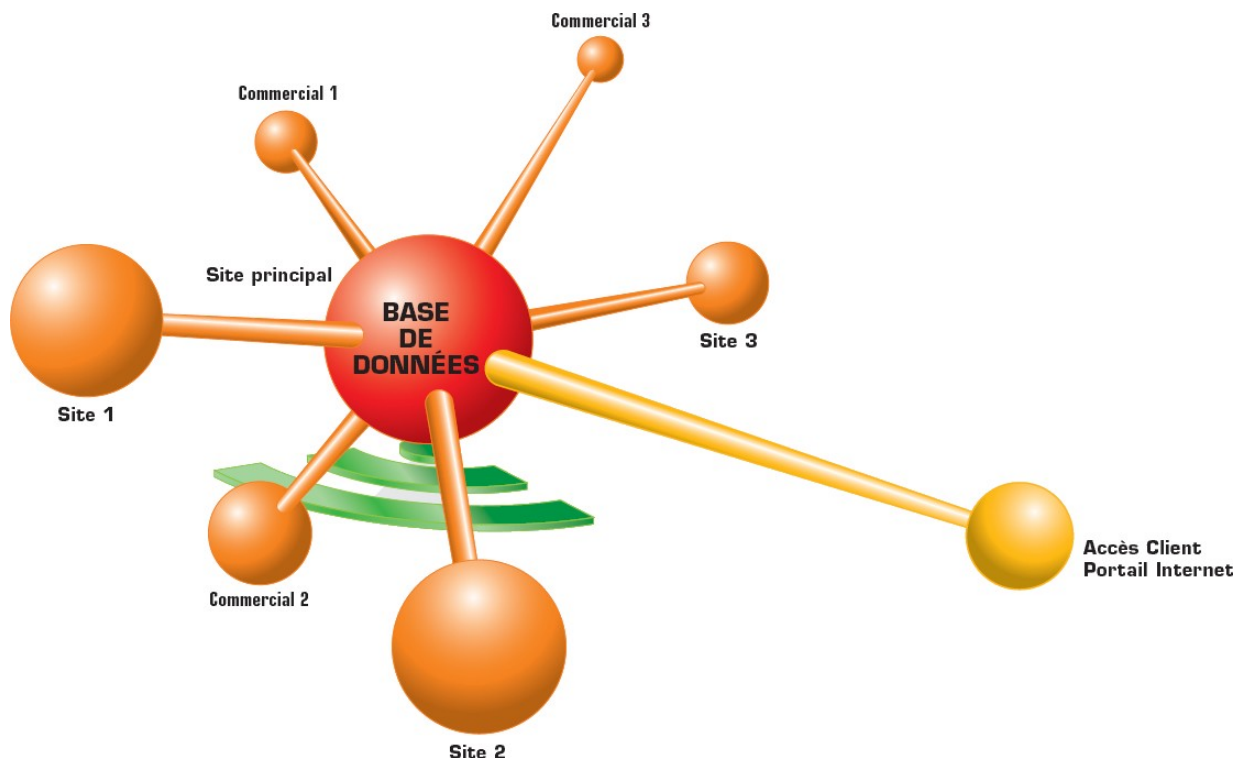 Commercial 3
Commercial 1
Site principal
BASE
DE
DONNÉES
Site 3
Site 1
Accès Client
Portail Internet
Commercial 2
Site 2